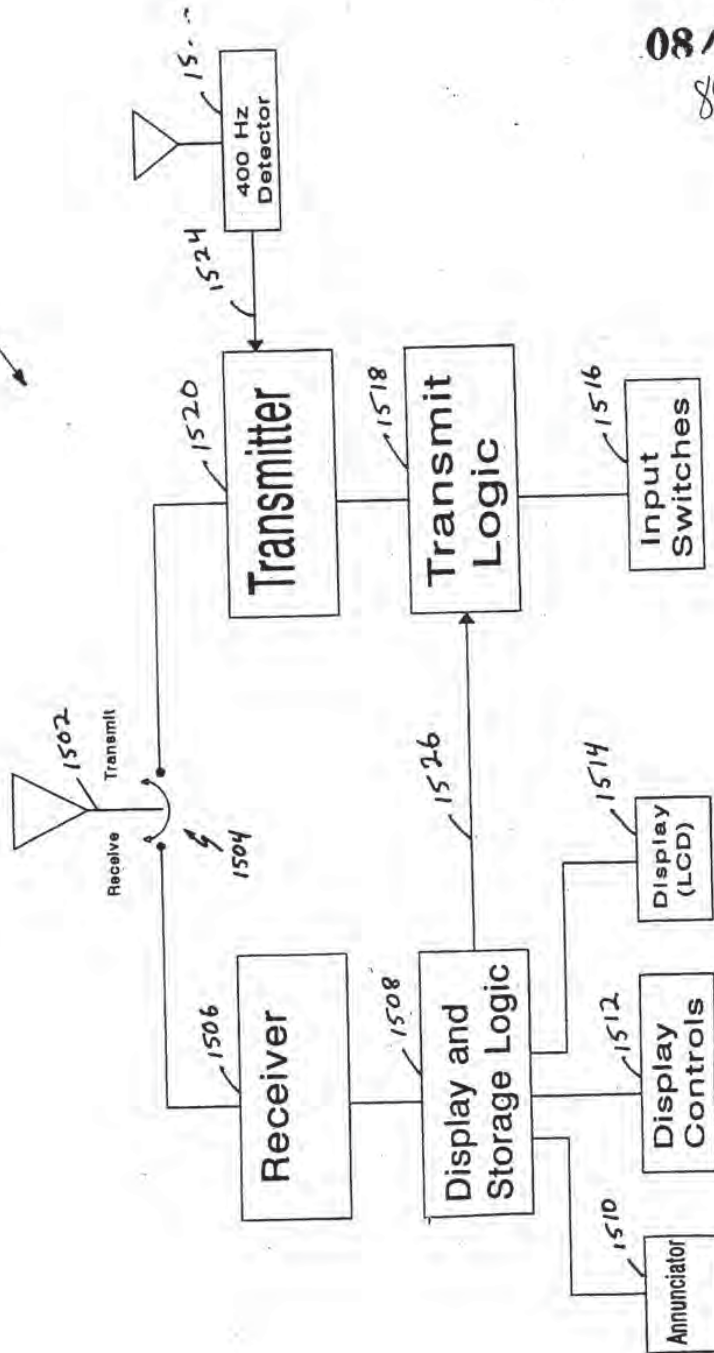 08/
1502
Receive
Transmit
1504
1506
Receiver
1520
Transmitter
1524
15
400 Hz
Detector
1508
Display and
Storage Logic
1526
1518
Transmit
Logic
1510
Annunciator
1512
Display
Controls
1514
Display
(LCD)
1516
Input
Switches